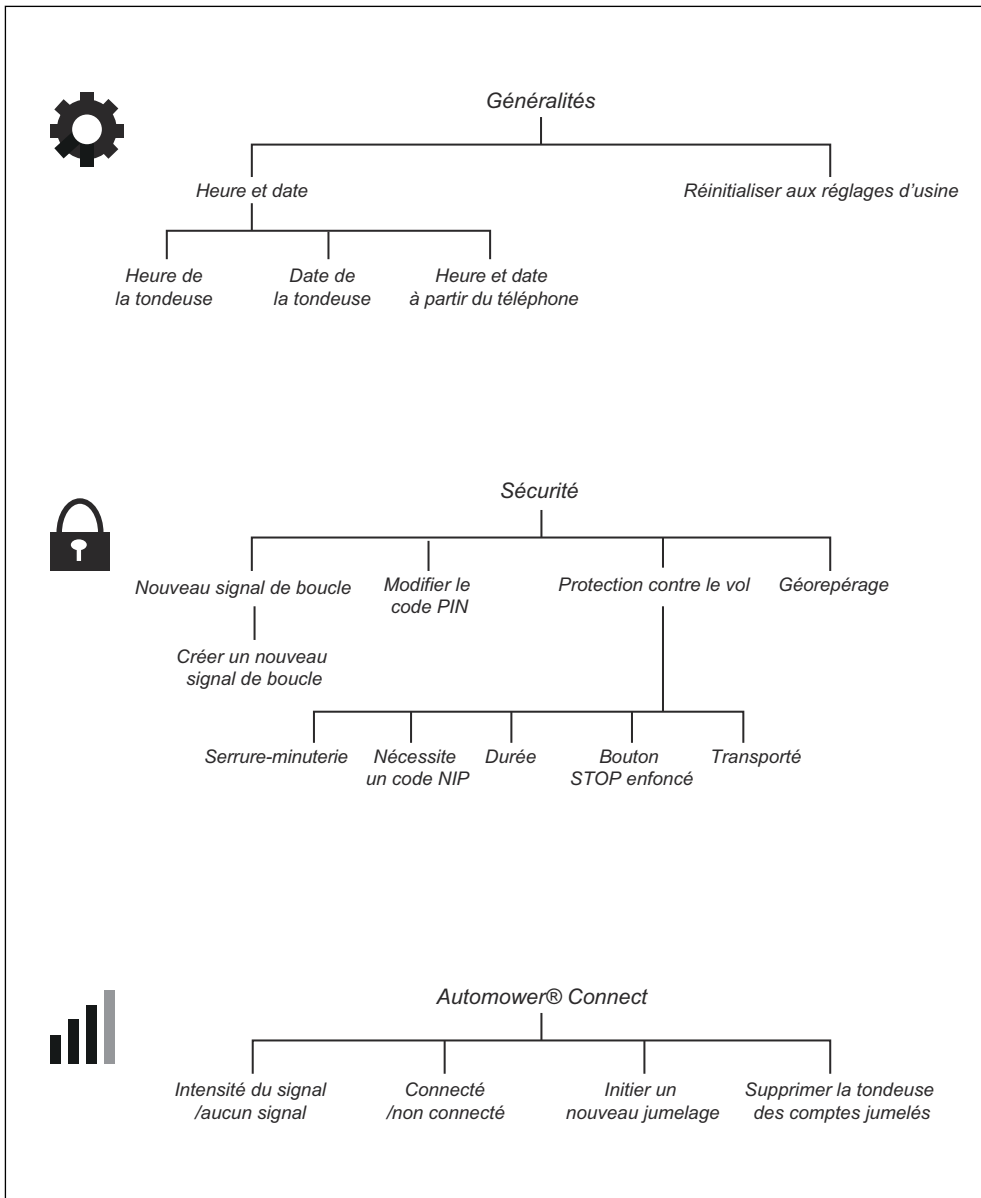 Généralités
Heure et date
Réinitialiser aux réglages d'usine
Heure de
la tondeuse
Date de
la tondeuse
Heure et date
à partir du téléphone
Sécurité
Nouveau signal de boucle
Modifier le
code PIN
Protection contre le vol
Géorepérage
Créer un nouveau
signal de boucle
Serrure-minuterie
Nécessite
un code NIP
Durée
Bouton
STOP enfoncé
Transporté
Automower® Connect
Intensité du signal
/aucun signal
Connecté
/non connecté
Initier un
nouveau jumelage
Supprimer la tondeuse
des comptes jumelés